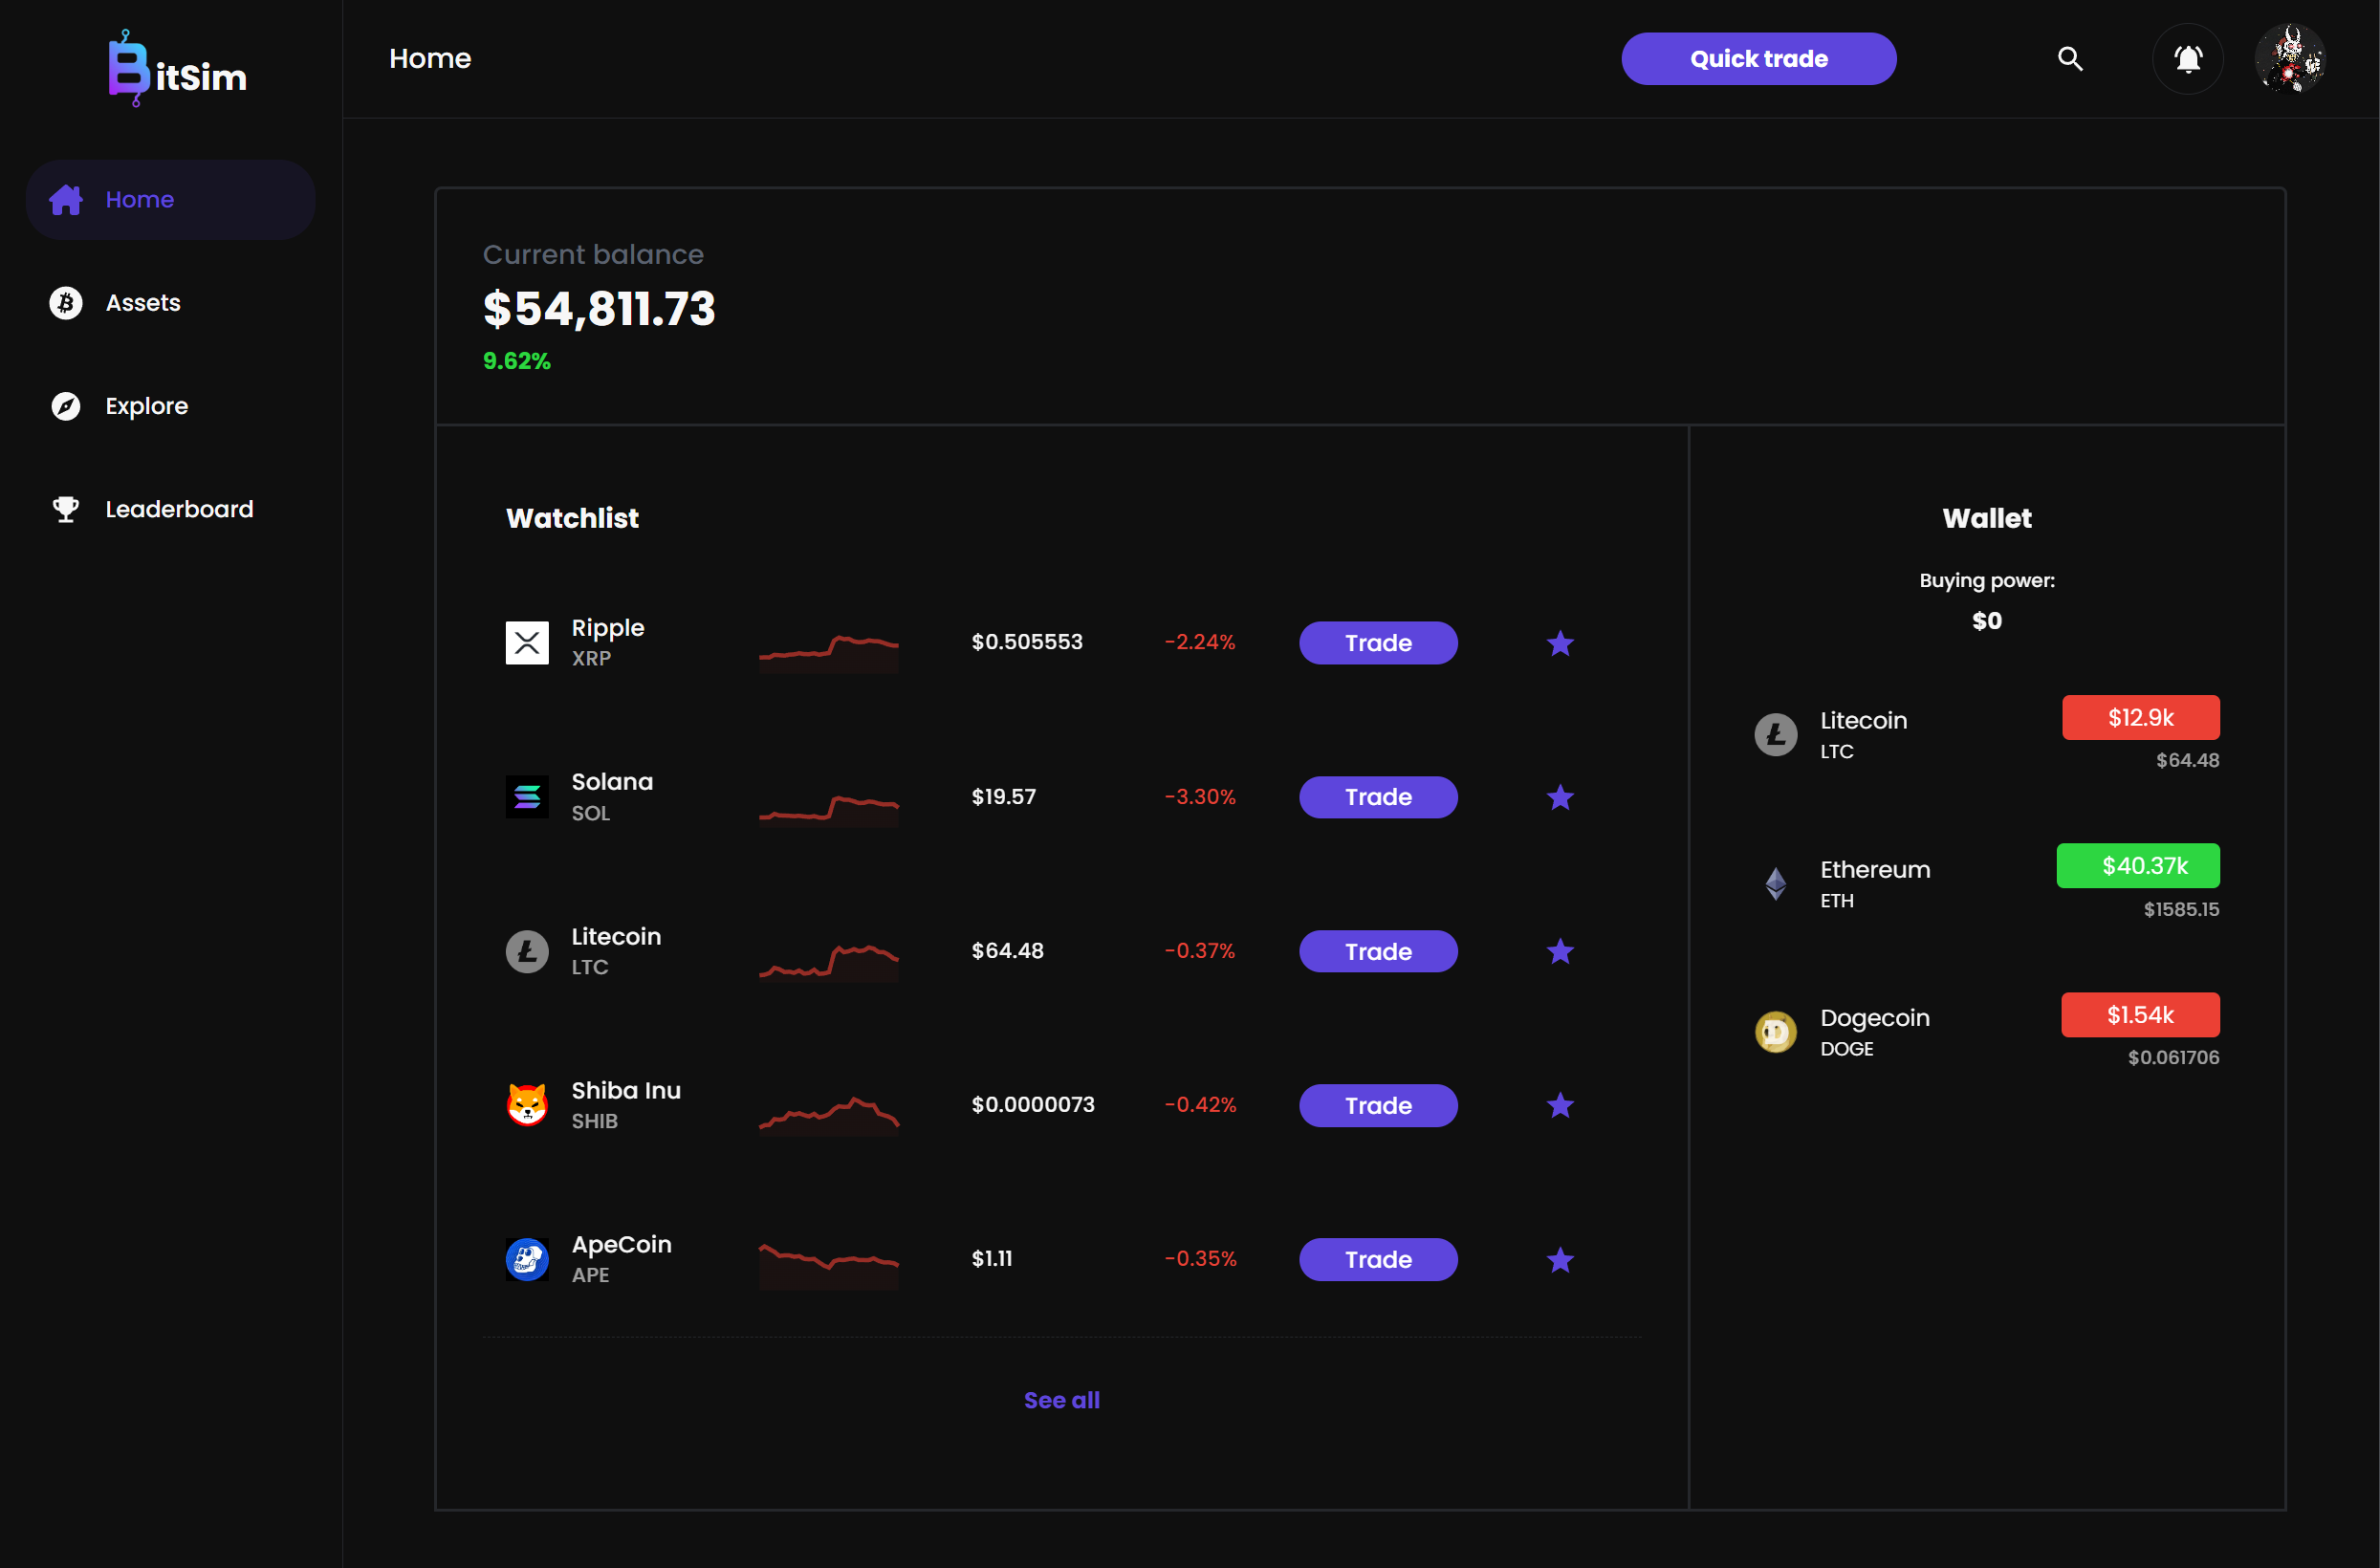 BitSim
Home
Quick trade
Home
Assets
Explore
Leaderboard
Current balance
$54,811.73
9.62%
Watchlist
Ripple
XRP
$0.505553
-2.24%
Trade
Solana
SOL
$19.57
-3.30%
Trade
Litecoin
LTC
$64.48
-0.37%
Trade
Shiba Inu
SHIB
$0.0000073
-0.42%
Trade
ApeCoin
APE
$1.11
-0.35%
Trade
See all
Wallet
Buying power:
$0
Litecoin
LTC
$12.9k
$64.48
Ethereum
ETH
$40.37k
$1585.15
Dogecoin
DOGE
$1.54k
$0.061706